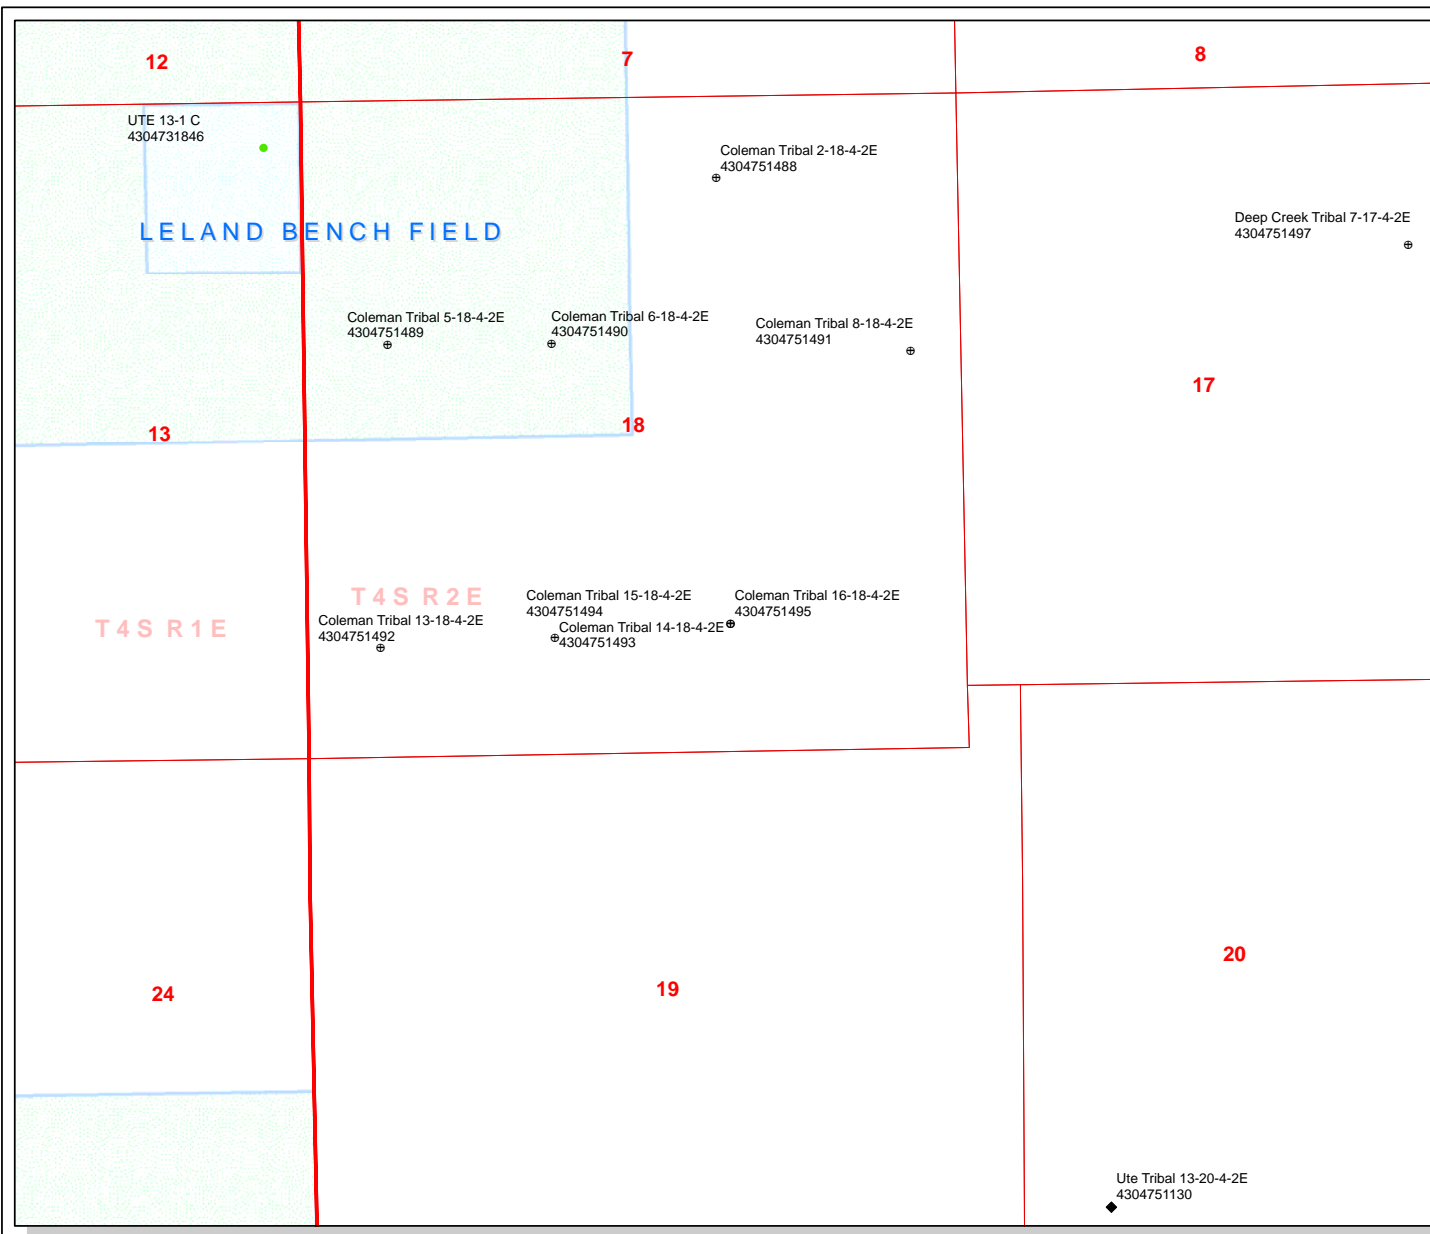 12
7
8
UTE 13-1 C
4304731846
Coleman Tribal 2-18-4-2E
4304751488
Deep Creek Tribal 7-17-4-2E
4304751497
LELAND BENCH FIELD
Coleman Tribal 5-18-4-2E
4304751489
Coleman Tribal 6-18-4-2E
4304751490
Coleman Tribal 8-18-4-2E
4304751491
17
13
18
T4S R2E
T4S R1E
Coleman Tribal 13-18-4-2E
4304751492
Coleman Tribal 15-18-4-2E
4304751494
Coleman Tribal 14-18-4-2E
4304751493
Coleman Tribal 16-18-4-2E
4304751495
20
19
24
Ute Tribal 13-20-4-2E
4304751130